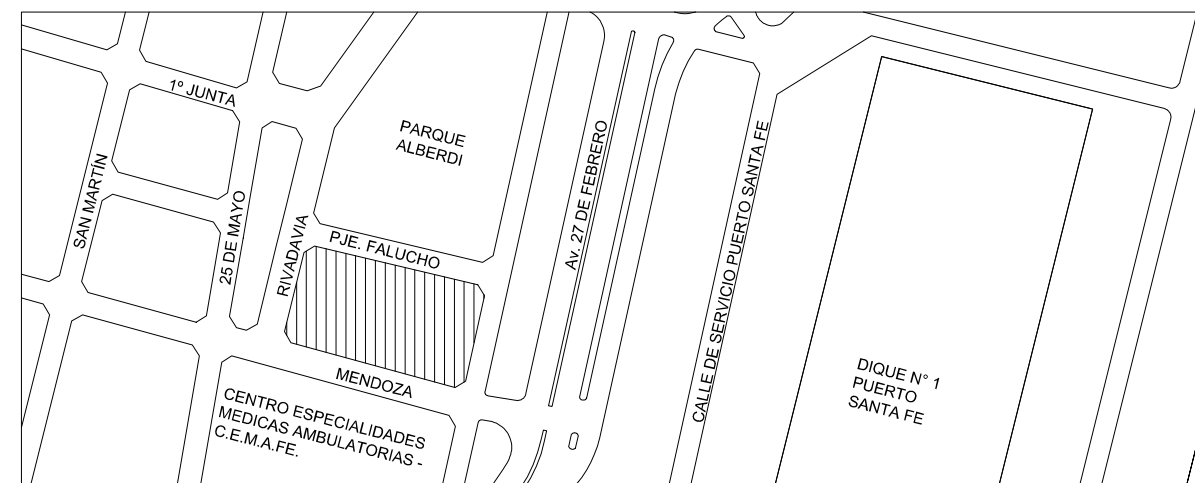 1º JUNTA
PARQUE
ALBERDI
SAN MARTÍN
25 DE MAYO
RIVADAVIA
PJE. FALUCHO
Av. 27 DE FEBRERO
CALLE DE SERVICIO PUERTO SANTA FE
MENDOZA
DIQUE N° 1
PUERTO
SANTA FE
CENTRO ESPECIALIDADES
MEDICAS AMBULATORIAS -
C.E.M.A.FE.